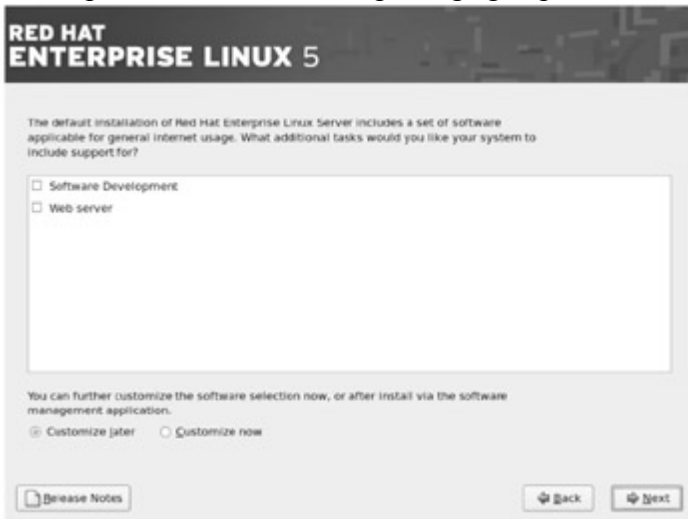 RED HAT
ENTERPRISE LINUX 5
The default installation of Red Hat Enterprise Linux Server includes a set of software
applicable for general internet usage. What additional tasks would you like your system to
include support for?
Software Development
Web server
You can further customize the software selection now, or after install via the software
management application.
Customize later Customize now
Release Notes Back Next